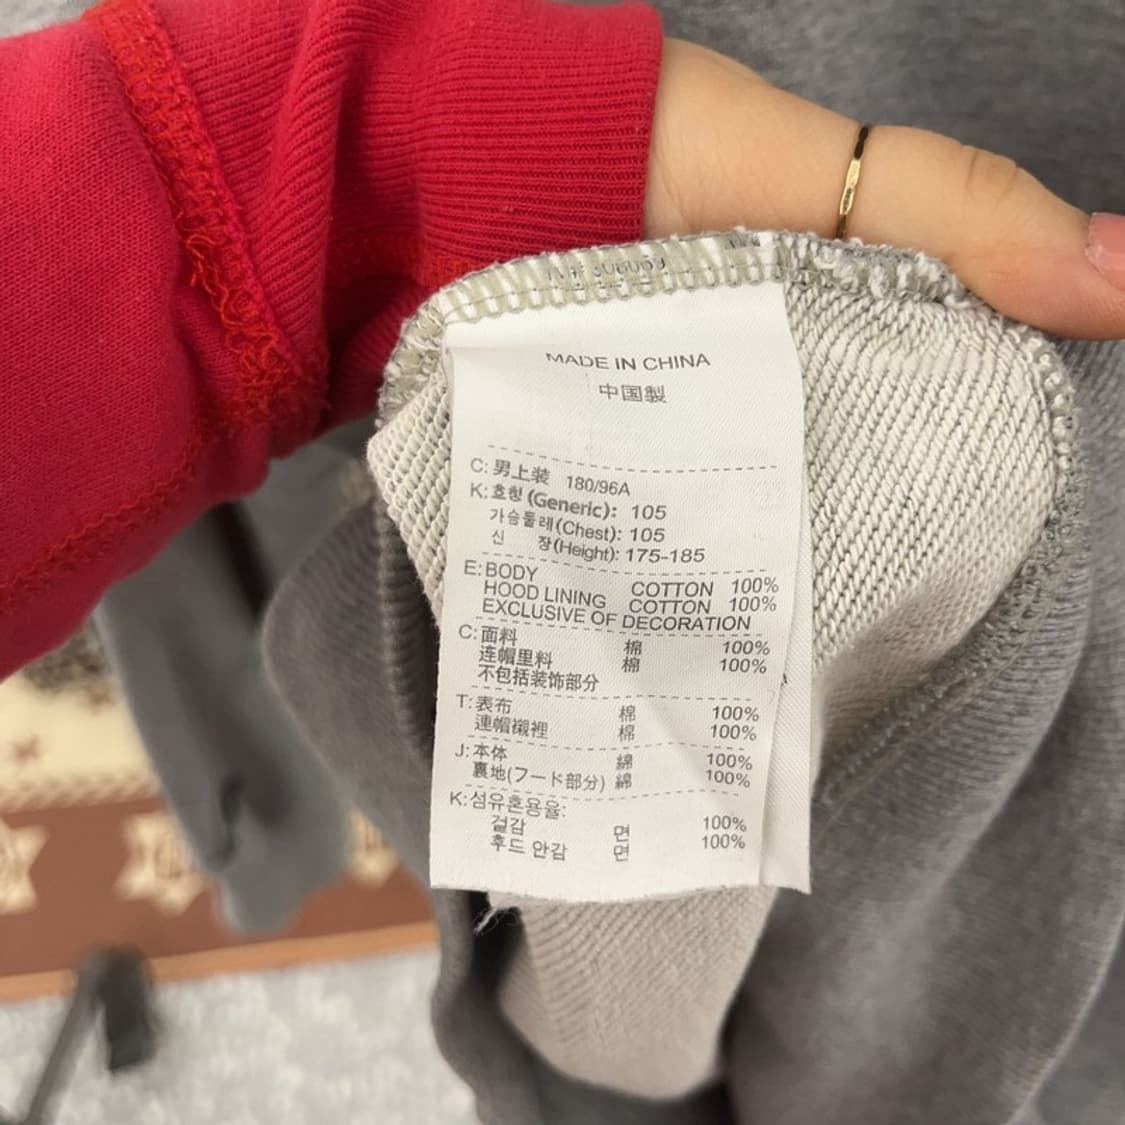 MADE IN CHINA
中国製
C: 男上装 180/96A
K: 호칭 (Generic): 105
가슴둘레(Chest): 105
신 장(Height): 175-185
E: BODY COTTON 100%
HOOD LINING COTTON 100%
EXCLUSIVE OF DECORATION
C: 面料 棉 100%
连帽里料 棉 100%
不包括装饰部分
T: 表布 棉 100%
連帽襯裡 棉 100%
J: 本体 綿 100%
裏地(フード部分) 綿 100%
K: 섬유혼용율:
겉감 면 100%
후드 안감 면 100%